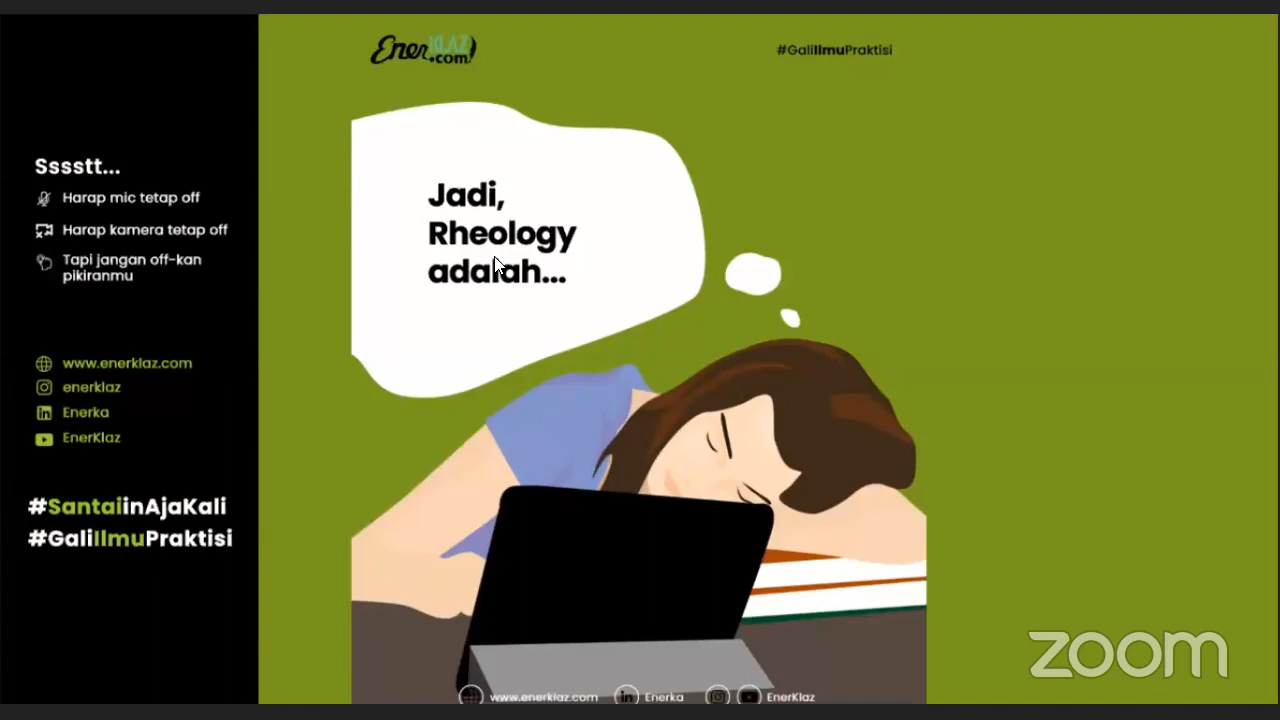 EnerKLAZ
.com
#GaliIlmuPraktisi
Sssstt...
Harap mic tetap off
Harap kamera tetap off
Tapi jangan off-kan
pikiranmu
www.enerklaz.com
enerklaz
Enerka
EnerKlaz
#SantaiinAjaKali
#GaliIlmuPraktisi
Jadi,
Rheology
adalah...
zoom
www.enerklaz.com Enerka EnerKlaz